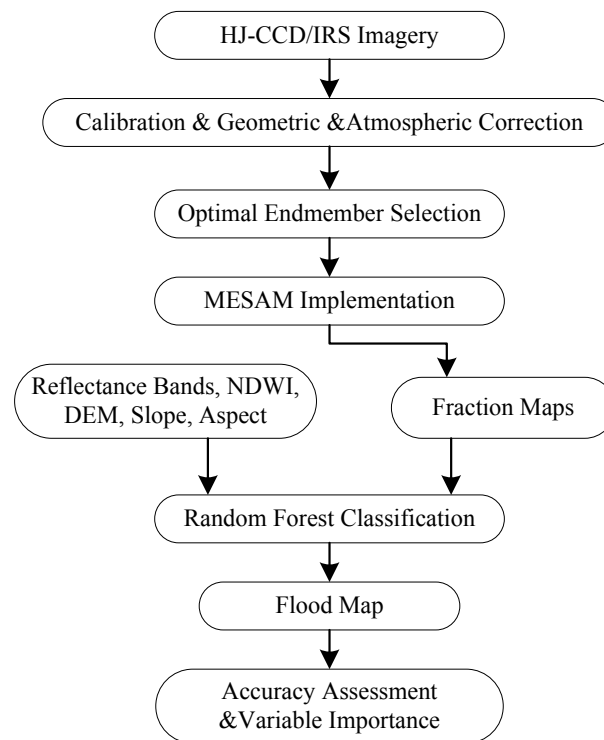 HJ-CCD/IRS Imagery
Calibration & Geometric &Atmospheric Correction
Optimal Endmember Selection
MESAM Implementation
Reflectance Bands, NDWI,
DEM, Slope, Aspect
Fraction Maps
Random Forest Classification
Flood Map
Accuracy Assessment
&Variable Importance